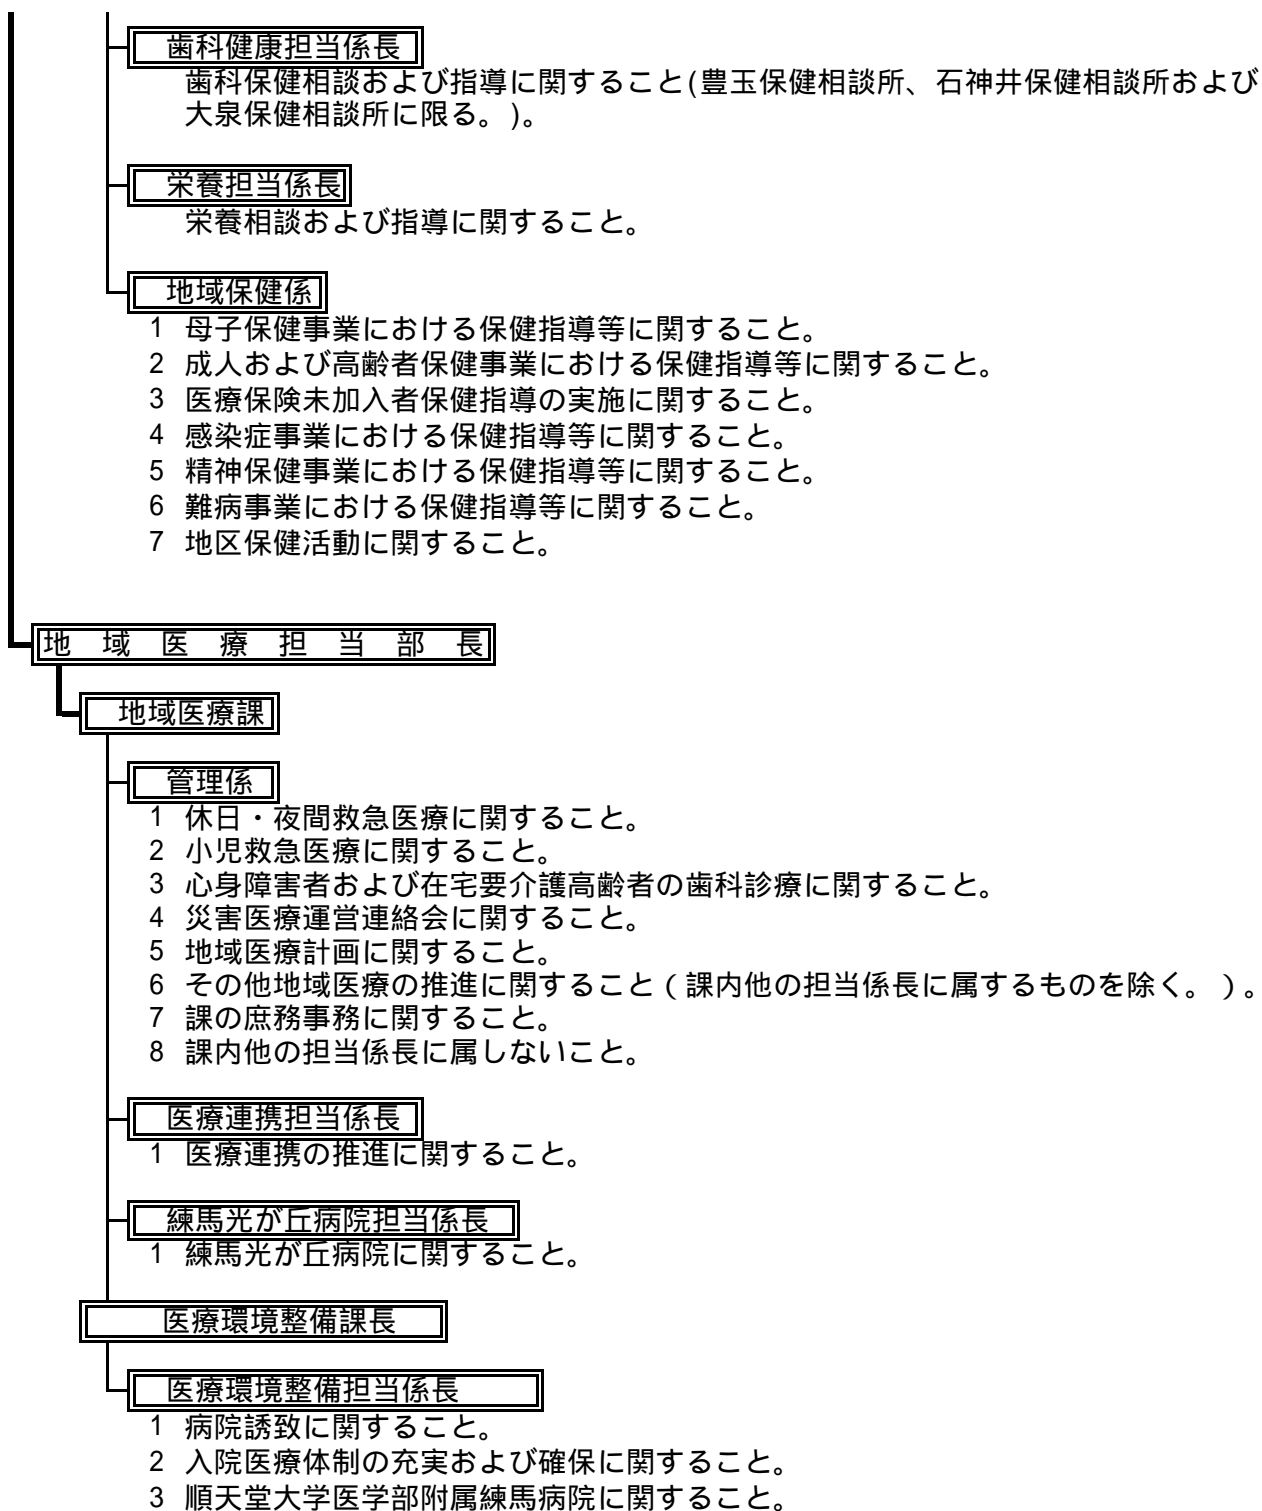 歯科健康担当係長
歯科保健相談および指導に関すること(豊玉保健相談所、石神井保健相談所および
大泉保健相談所に限る。)。
栄養担当係長
栄養相談および指導に関すること。
地域保健係
1 母子保健事業における保健指導等に関すること。
2 成人および高齢者保健事業における保健指導等に関すること。
3 医療保険未加入者保健指導の実施に関すること。
4 感染症事業における保健指導等に関すること。
5 精神保健事業における保健指導等に関すること。
6 難病事業における保健指導等に関すること。
7 地区保健活動に関すること。
地域医療担当部長
地域医療課
管理係
1 休日・夜間救急医療に関すること。
2 小児救急医療に関すること。
3 心身障害者および在宅要介護高齢者の歯科診療に関すること。
4 災害医療運営連絡会に関すること。
5 地域医療計画に関すること。
6 その他地域医療の推進に関すること(課内他の担当係長に属するものを除く。)。
7 課の庶務事務に関すること。
8 課内他の担当係長に属しないこと。
医療連携担当係長
1 医療連携の推進に関すること。
練馬光が丘病院担当係長
1 練馬光が丘病院に関すること。
医療環境整備課長
医療環境整備担当係長
1 病院誘致に関すること。
2 入院医療体制の充実および確保に関すること。
3 順天堂大学医学部附属練馬病院に関すること。